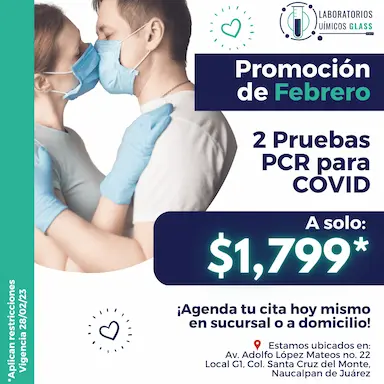 LABORATORIOS
UÍMICOS GLASS
Promoción
de Febrero
2 Pruebas
PCR para
COVID
A solo:
$1,799*
¡Agenda tu cita hoy mismo
en sucursal o a domicilio!
Estamos ubicados en:
Av. Adolfo López Mateos no. 22
Local G1, Col. Santa Cruz del Monte,
Naucalpan de Juárez
*Aplican restricciones
Vigencia 28/02/23